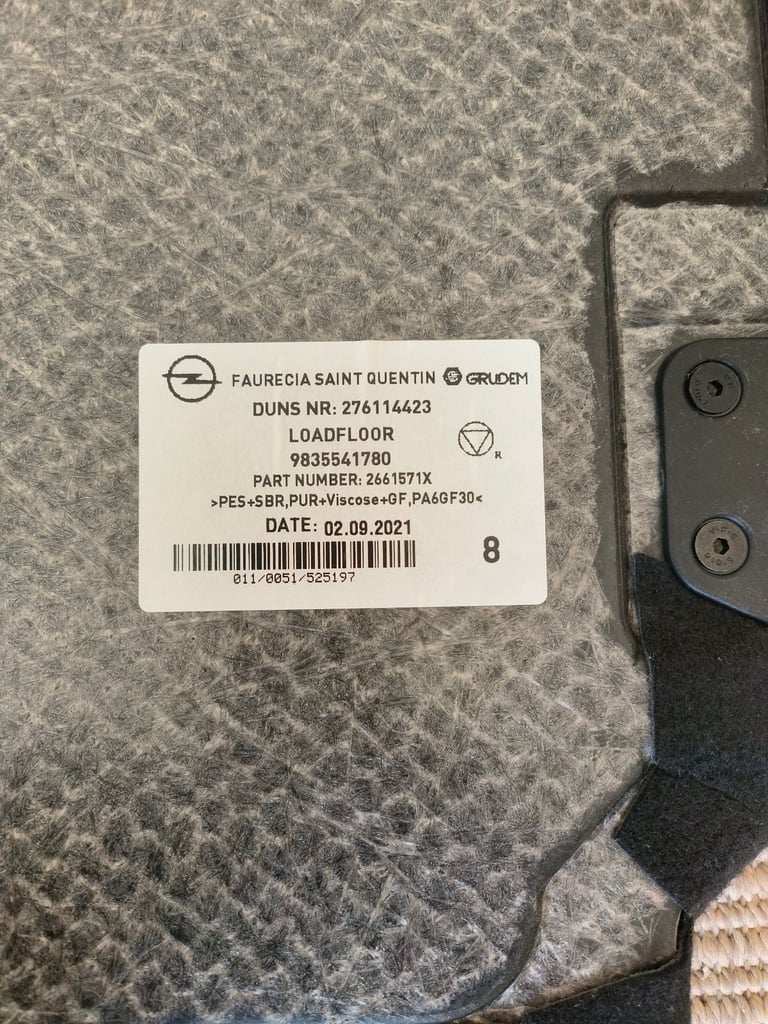 FAURECIA SAINT QUENTIN GRUDEM
DUNS NR: 276114423
LOADFLOOR
9835541780
R
PART NUMBER: 2661571X
>PES+SBR,PUR+Viscose+GF,PA6GF30<
DATE: 02.09.2021
8
011/0051/525197